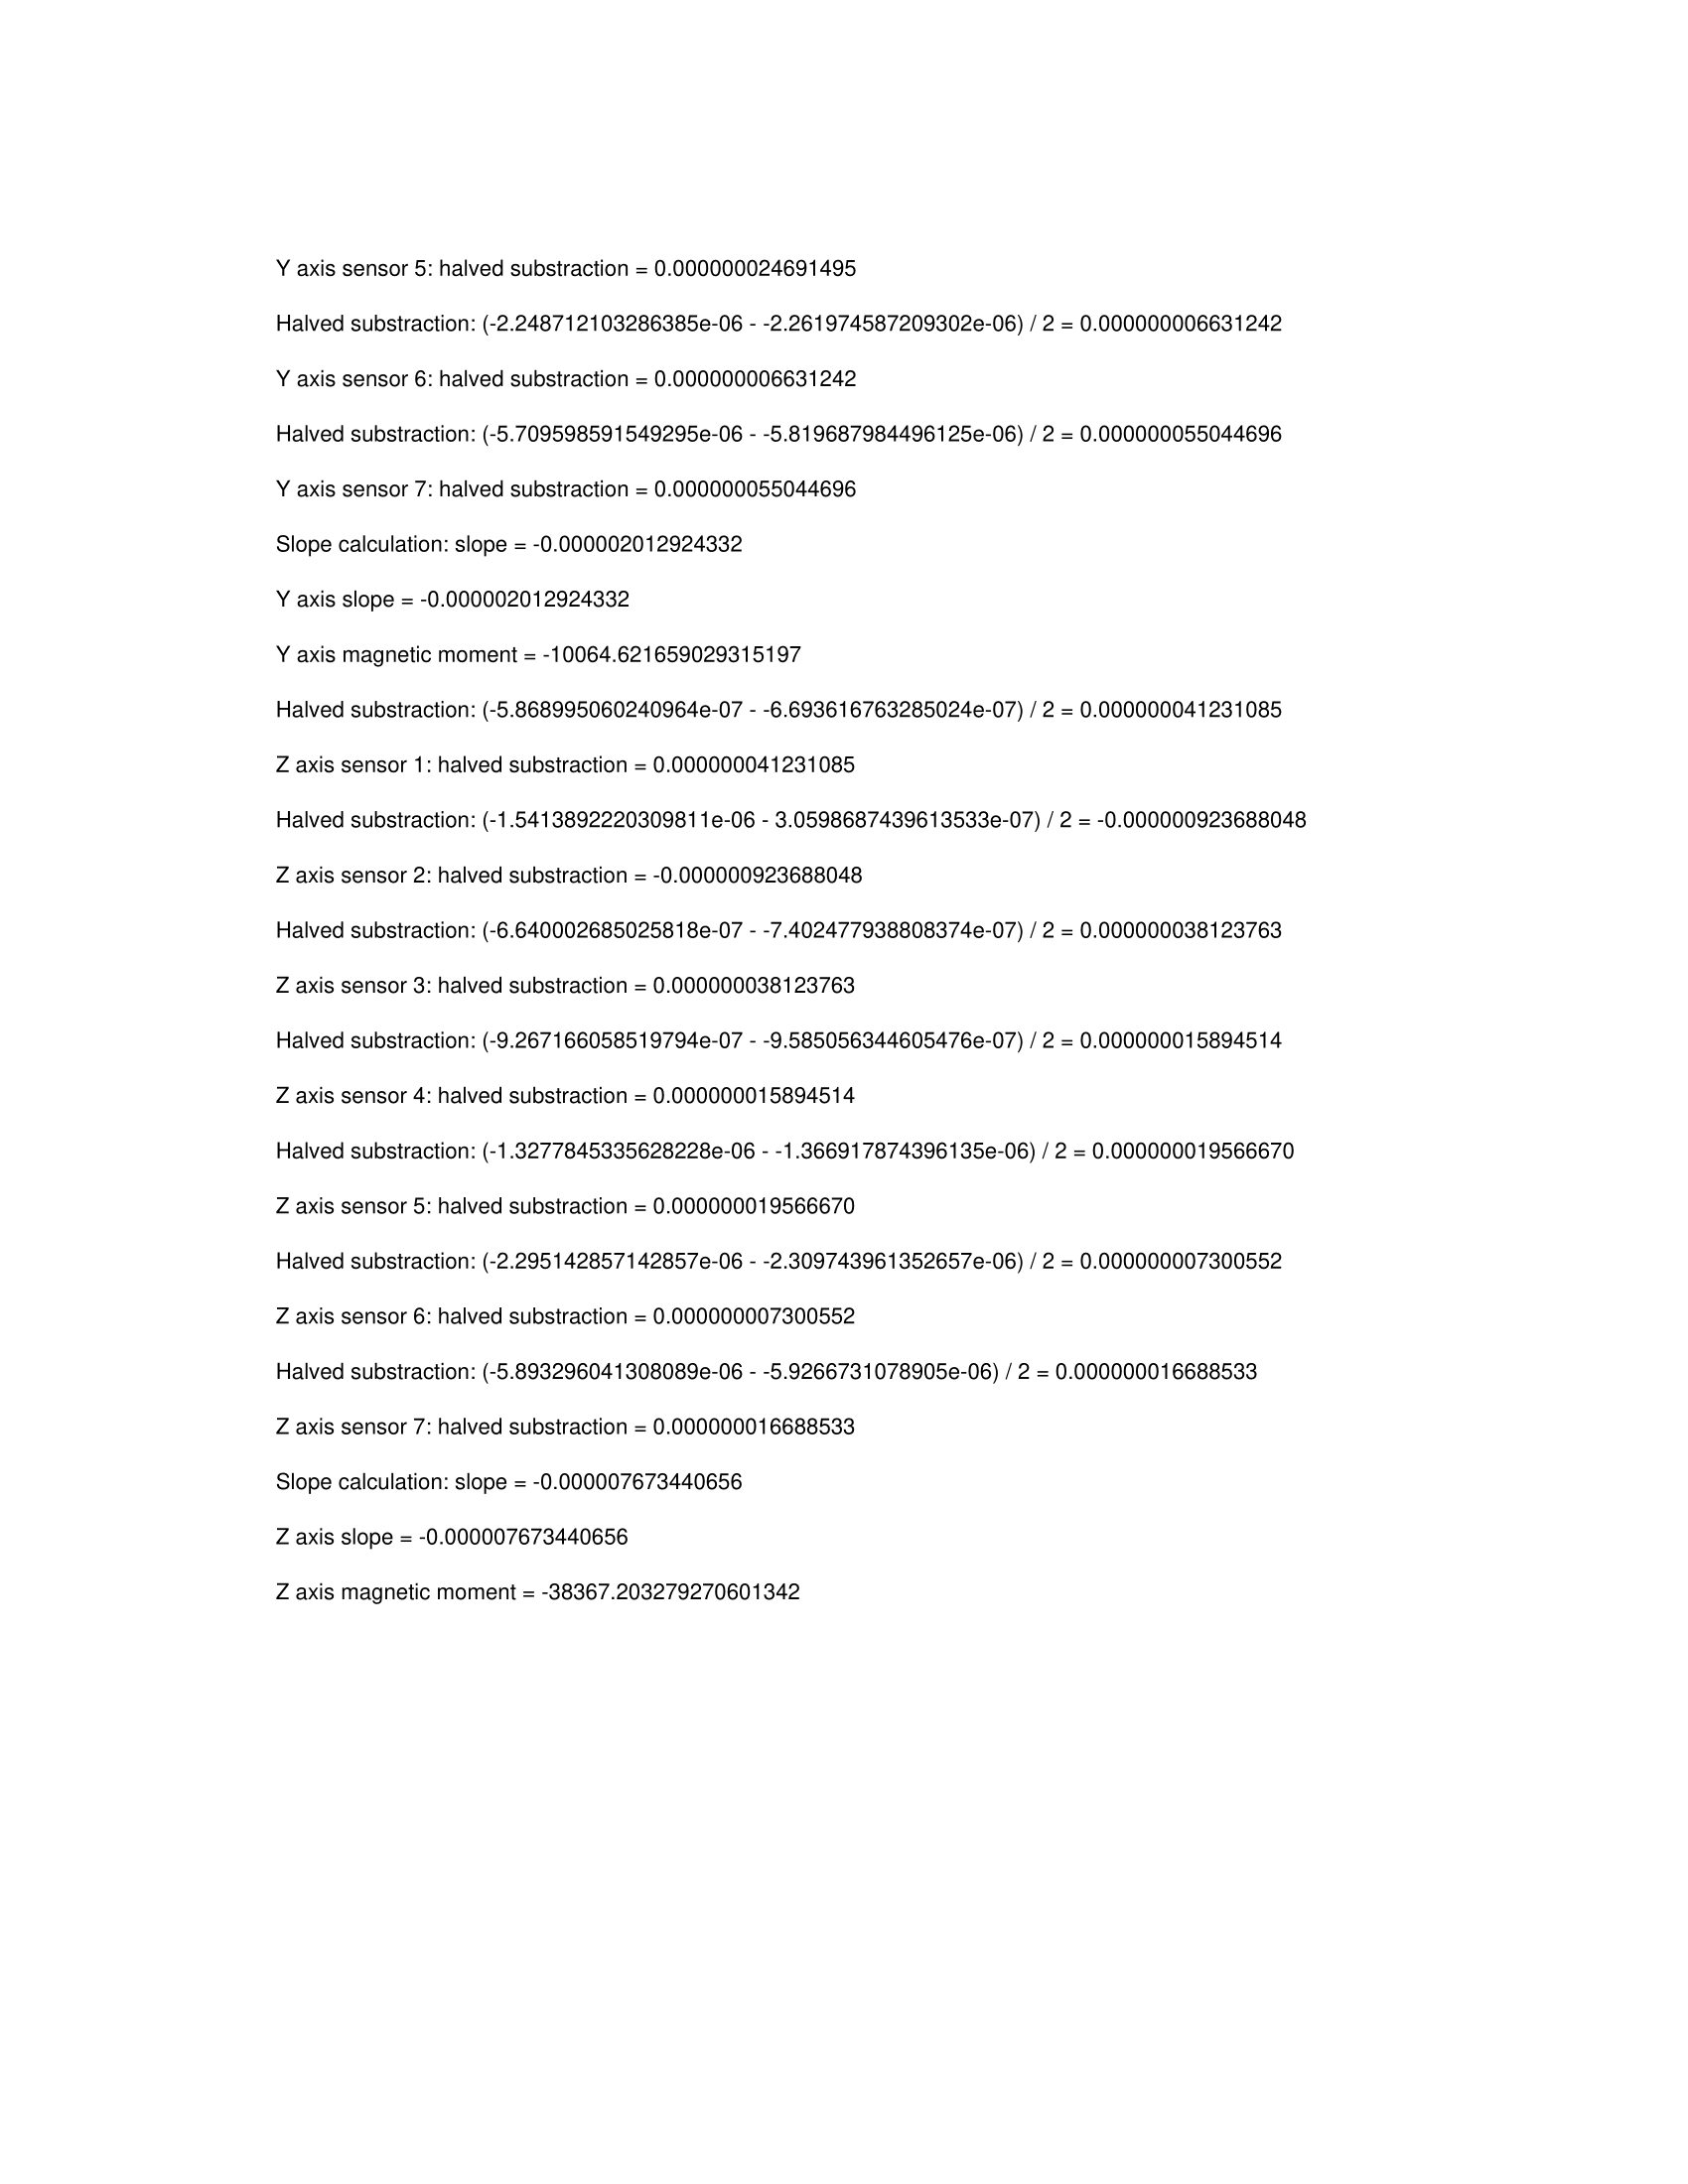 Y axis sensor 5: halved substraction = 0.000000024691495
Halved substraction: (-2.248712103286385e-06 - -2.261974587209302e-06) / 2 = 0.000000006631242
Y axis sensor 6: halved substraction = 0.000000006631242
Halved substraction: (-5.709598591549295e-06 - -5.819687984496125e-06) / 2 = 0.000000055044696
Y axis sensor 7: halved substraction = 0.000000055044696
Slope calculation: slope = -0.000002012924332
Y axis slope = -0.000002012924332
Y axis magnetic moment = -10064.621659029315197
Halved substraction: (-5.868995060240964e-07 - -6.693616763285024e-07) / 2 = 0.000000041231085
Z axis sensor 1: halved substraction = 0.000000041231085
Halved substraction: (-1.5413892220309811e-06 - 3.0598687439613533e-07) / 2 = -0.000000923688048
Z axis sensor 2: halved substraction = -0.000000923688048
Halved substraction: (-6.640002685025818e-07 - -7.402477938808374e-07) / 2 = 0.000000038123763
Z axis sensor 3: halved substraction = 0.000000038123763
Halved substraction: (-9.267166058519794e-07 - -9.585056344605476e-07) / 2 = 0.000000015894514
Z axis sensor 4: halved substraction = 0.000000015894514
Halved substraction: (-1.3277845335628228e-06 - -1.366917874396135e-06) / 2 = 0.000000019566670
Z axis sensor 5: halved substraction = 0.000000019566670
Halved substraction: (-2.295142857142857e-06 - -2.309743961352657e-06) / 2 = 0.000000007300552
Z axis sensor 6: halved substraction = 0.000000007300552
Halved substraction: (-5.893296041308089e-06 - -5.9266731078905e-06) / 2 = 0.000000016688533
Z axis sensor 7: halved substraction = 0.000000016688533
Slope calculation: slope = -0.000007673440656
Z axis slope = -0.000007673440656
Z axis magnetic moment = -38367.203279270601342